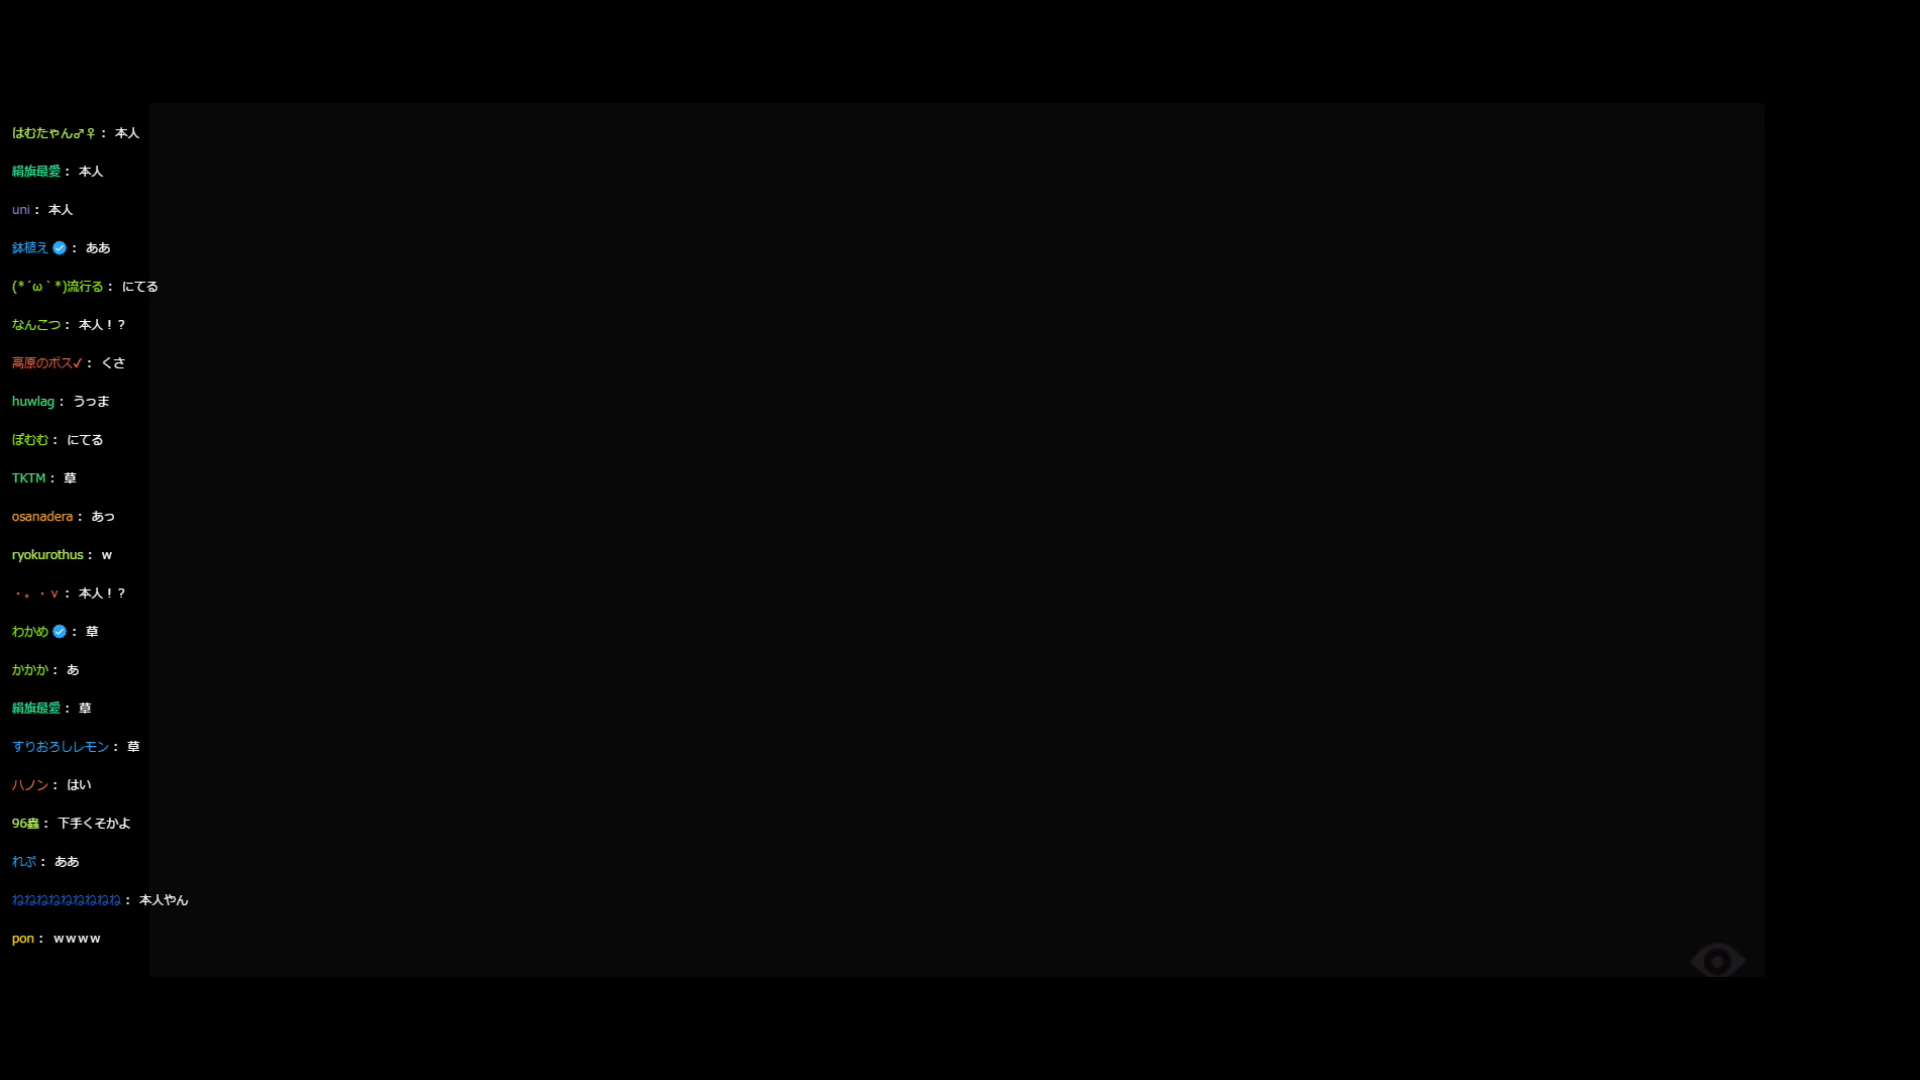 はむたゃん♂♀： 本人
絹旗最愛： 本人
uni： 本人
鉢植え： ああ
(*´ω｀*)流行る： にてる
なんこつ： 本人！？
高原のボス✓： くさ
huwlag： うっま
ぽむむ： にてる
TKTM： 草
osanadera： あっ
ryokurothus： w
・。・v： 本人！？
わかめ： 草
かかか： あ
絹旗最愛： 草
すりおろしレモン： 草
ハノン： はい
96蟲： 下手くそかよ
れぷ： ああ
ねねねねねねねねね： 本人やん
pon： ｗｗｗｗ